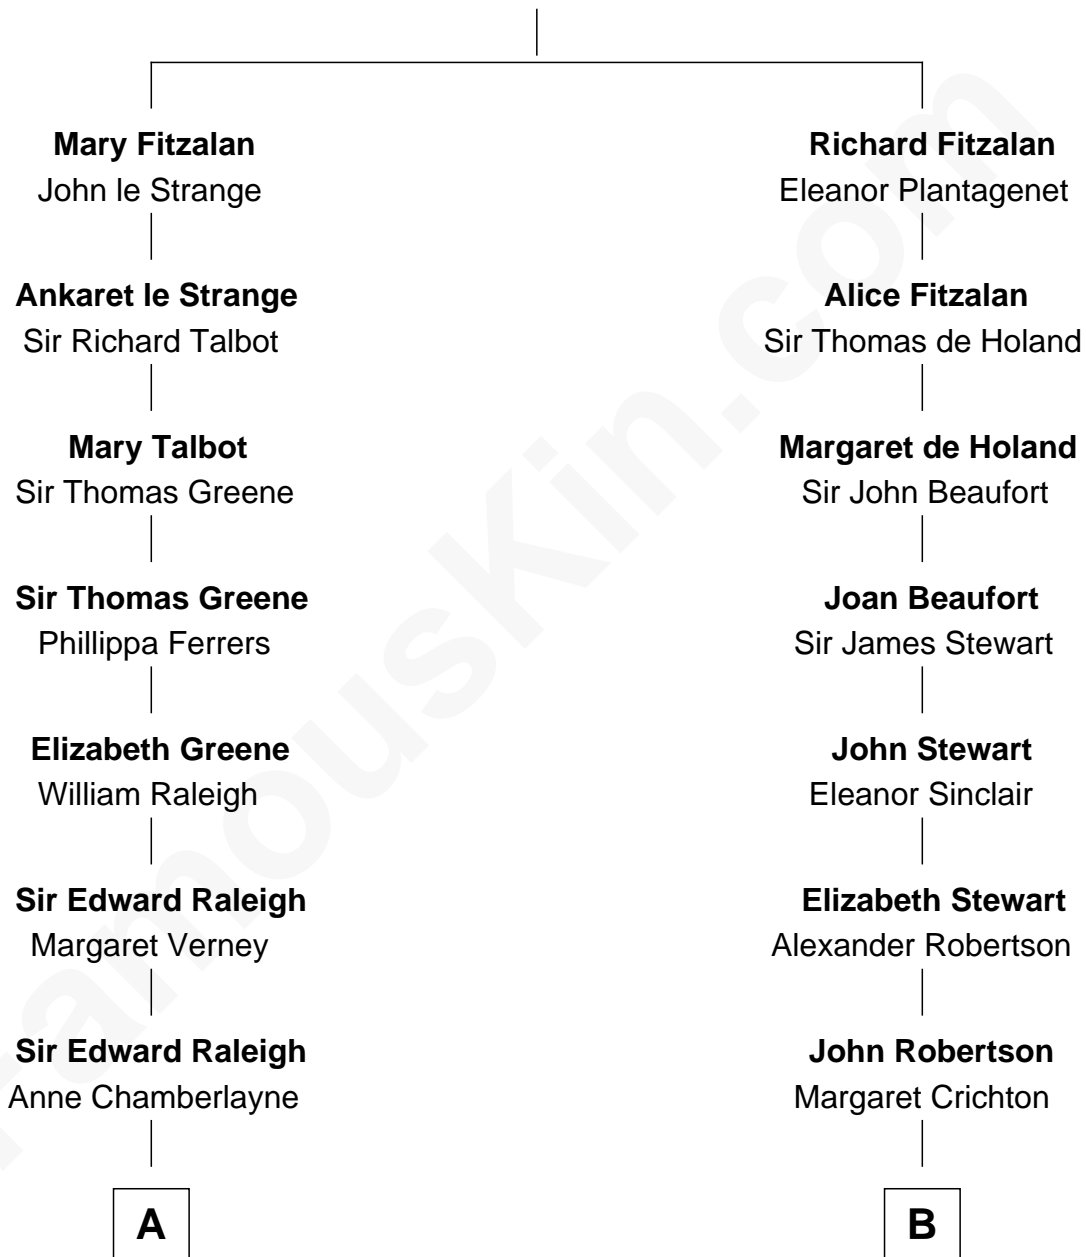 Mary Fitzalan
John le Strange
Ankaret le Strange
Sir Richard Talbot
Mary Talbot
Sir Thomas Greene
Sir Thomas Greene
Phillippa Ferrers
Elizabeth Greene
William Raleigh
Sir Edward Raleigh
Margaret Verney
Sir Edward Raleigh
Anne Chamberlayne
A
Richard Fitzalan
Eleanor Plantagenet
Alice Fitzalan
Sir Thomas de Holand
Margaret de Holand
Sir John Beaufort
Joan Beaufort
Sir James Stewart
John Stewart
Eleanor Sinclair
Elizabeth Stewart
Alexander Robertson
John Robertson
Margaret Crichton
B
FamousKin.com